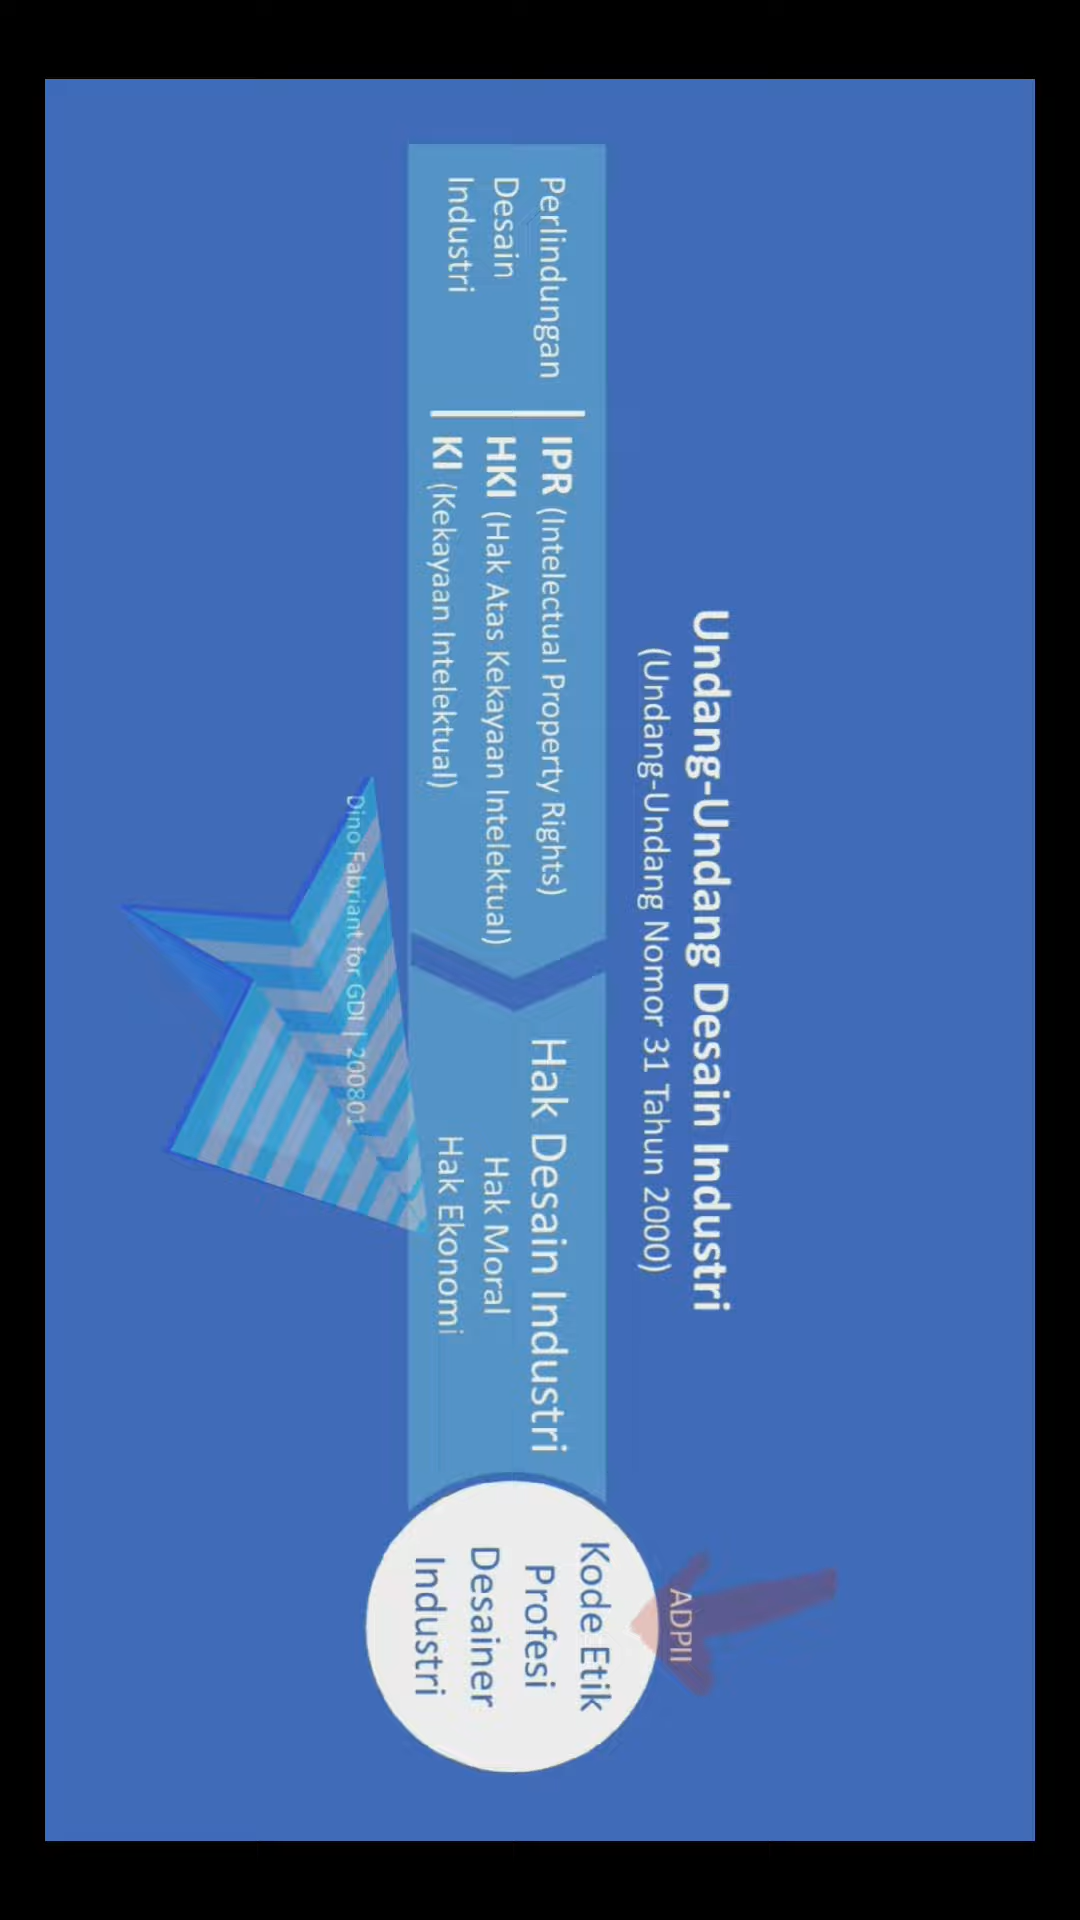 Undang-Undang Desain Industri
(Undang-Undang Nomor 31 Tahun 2000)
Perlindungan
Desain
Industri
IPR (Intelectual Property Rights)
HKI (Hak Atas Kekayaan Intelektual)
KI (Kekayaan Intelektual)
Hak Desain Industri
Hak Moral
Hak Ekonomi
ADPII
Kode Etik
Profesi
Desainer
Industri
Dino Fabriant for GDI | 200801